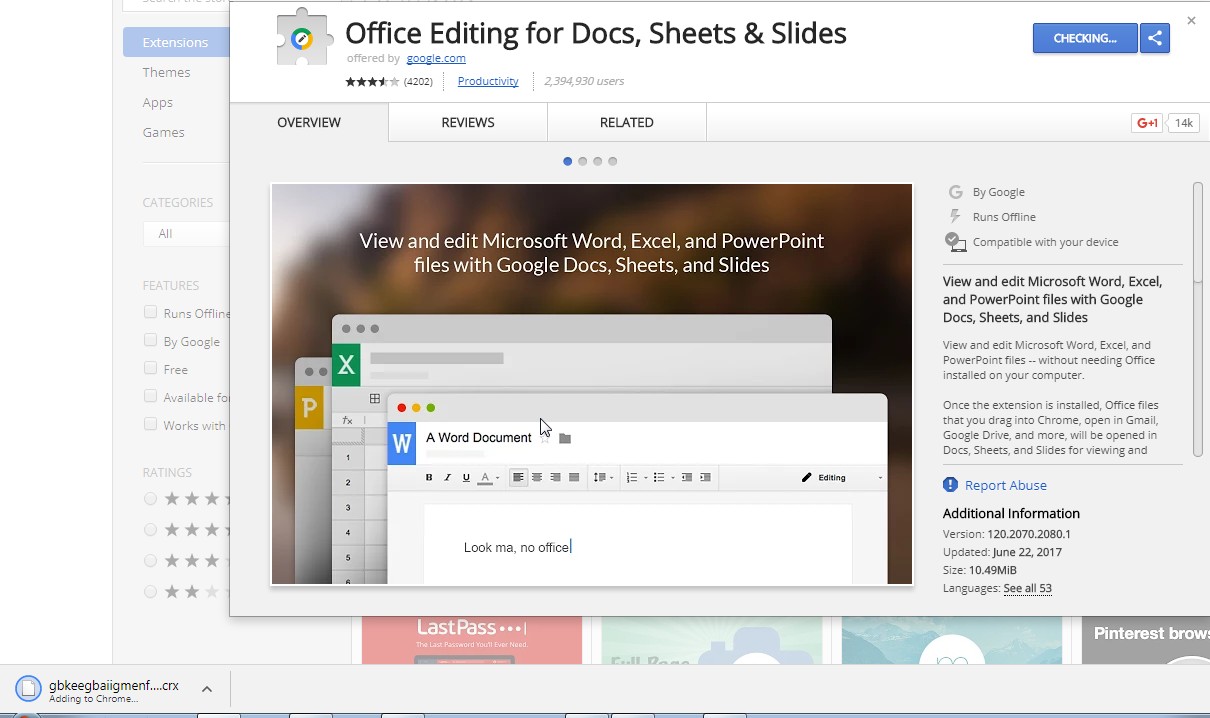 Extensions
Themes
Apps
Games
CATEGORIES
All
FEATURES
Runs Offline
By Google
Free
Available fo
Works with
RATINGS
Office Editing for Docs, Sheets & Slides
offered by google.com
(4202)
Productivity
2,394,930 users
CHECKING...
OVERVIEW
REVIEWS
RELATED
G+1
14k
View and edit Microsoft Word, Excel, and PowerPoint
files with Google Docs, Sheets, and Slides
X
P
fx
1
2
3
4
5
6
W
A Word Document
B I U A
Editing
Look ma, no office
By Google
Runs Offline
Compatible with your device
View and edit Microsoft Word, Excel,
and PowerPoint files with Google
Docs, Sheets, and Slides
View and edit Microsoft Word, Excel, and
PowerPoint files -- without needing Office
installed on your computer.
Once the extension is installed, Office files
that you drag into Chrome, open in Gmail,
Google Drive, and more, will be opened in
Docs, Sheets, and Slides for viewing and
Report Abuse
Additional Information
Version: 120.2070.2080.1
Updated: June 22, 2017
Size: 10.49MiB
Languages: See all 53
LastPass
The Last Password You'll Ever Need.
Full Page
Pinterest brows
gbkeegbaiigmenf....crx
Adding to Chrome...